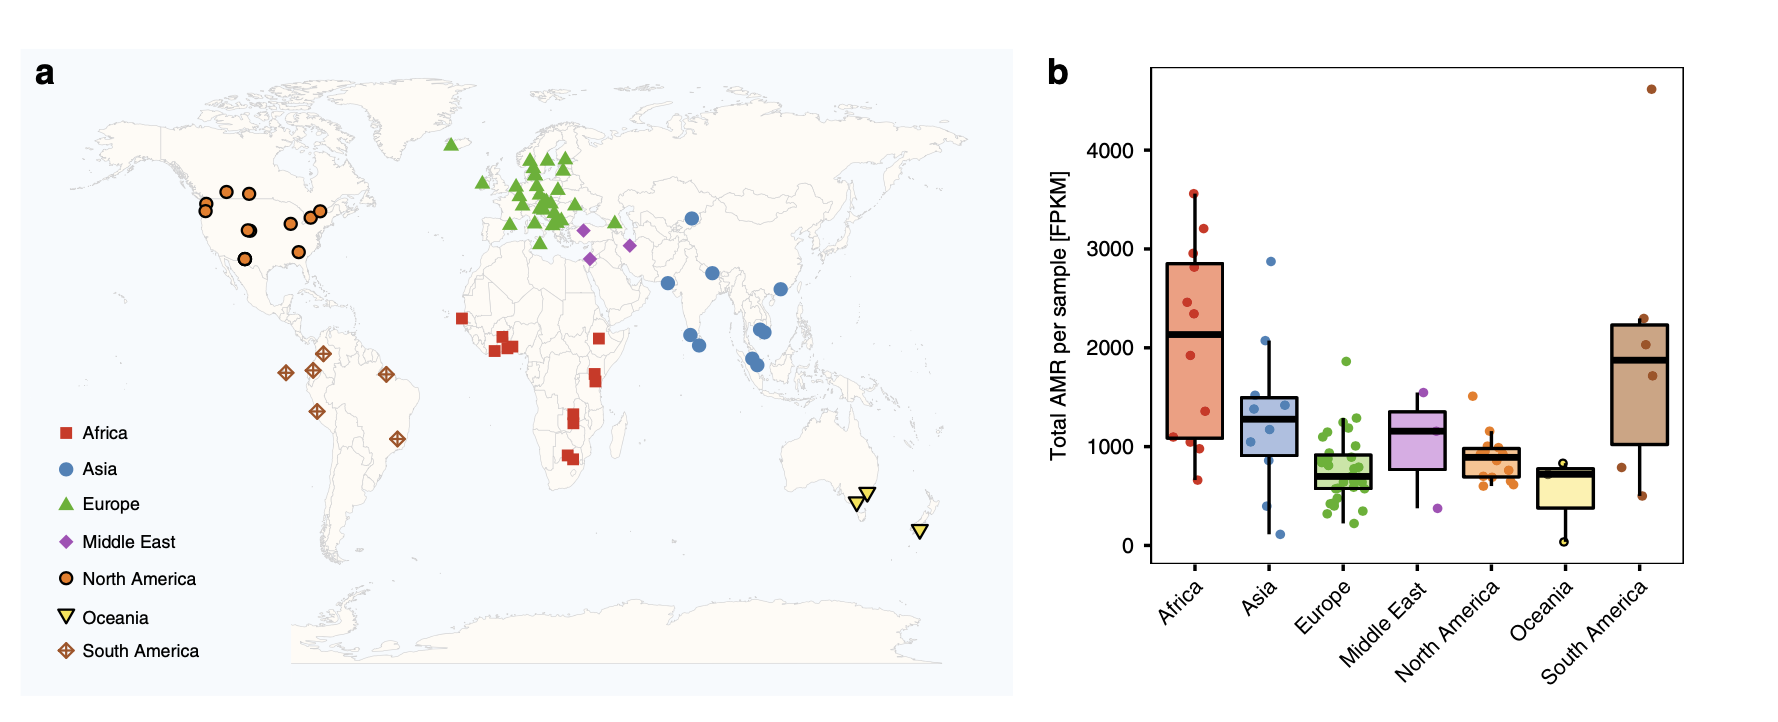 a
Africa
Asia
Europe
Middle East
North America
Oceania
South America
b
Total AMR per sample [FPKM]
4000
3000
2000
1000
0
Africa
Asia
Europe
Middle East
North America
Oceania
South America